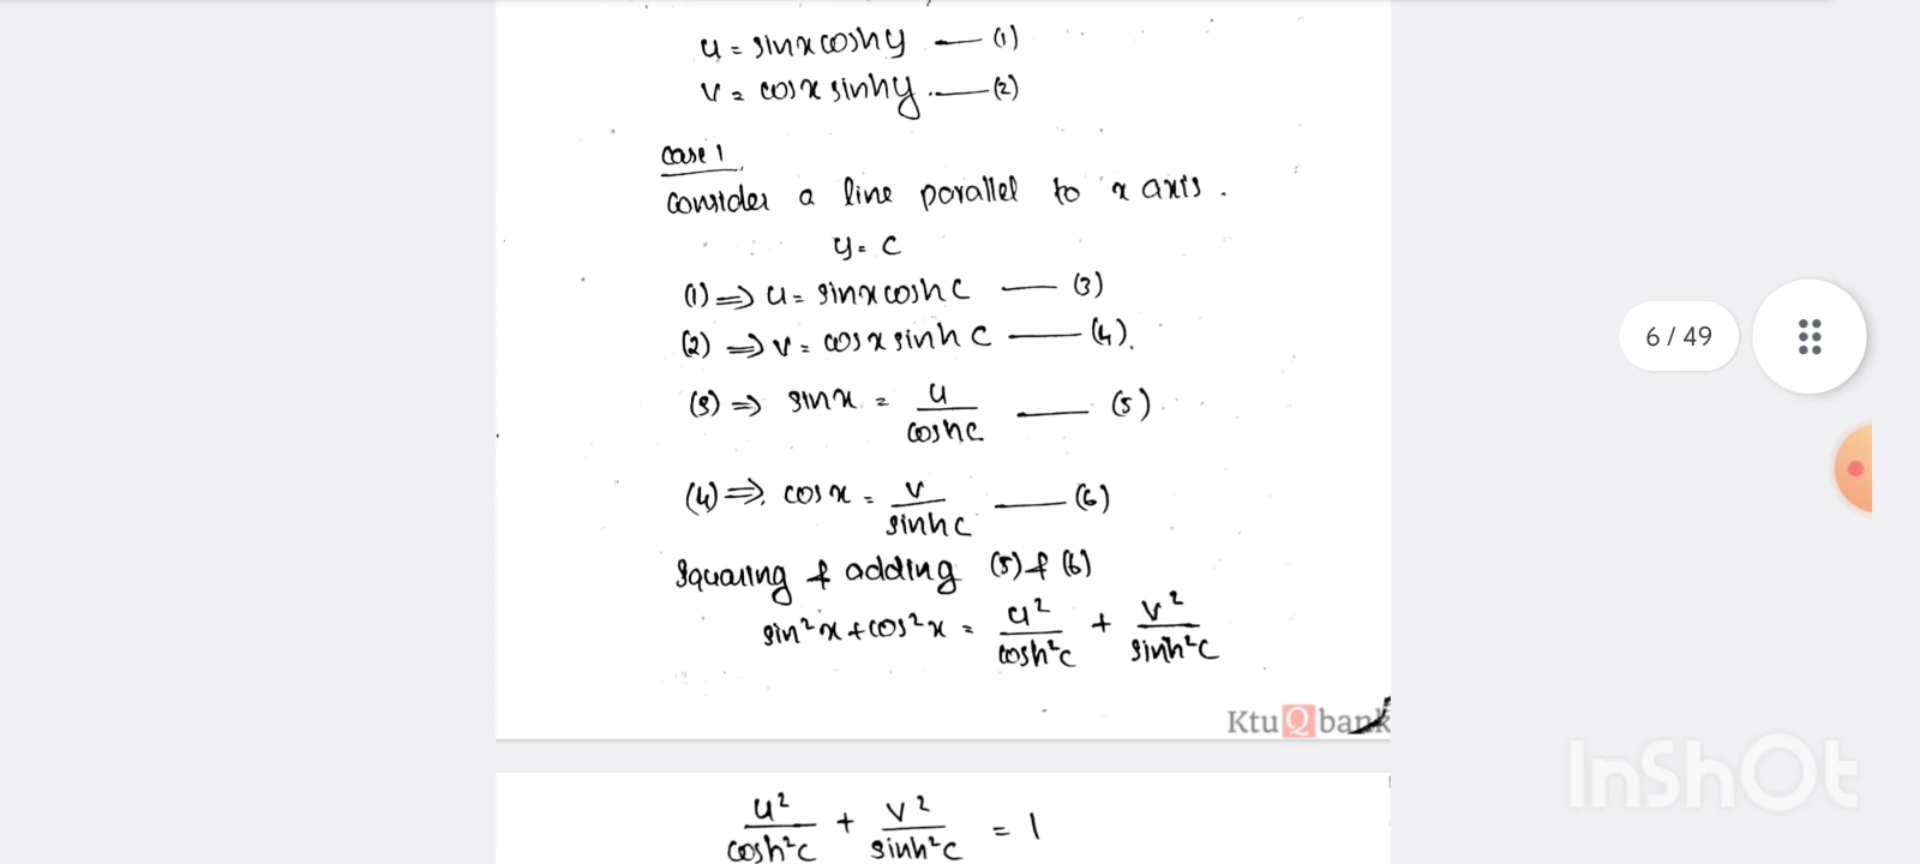 u = sinx coshy — (1)
v = cosx sinhy. — (2)
Case 1
Consider a line parallel to x axis.
y = c
(1) ⇒ u = sinx coshc — (3)
(2) ⇒ v = cosx sinhc — (4).
(3) ⇒ sinx = u/coshc — (5)
6 / 49
(4) ⇒ cosx = v/sinhc — (6)
Squaring & adding (5) & (6)
sin²x + cos²x = u²/cosh²c + v²/sinh²c
KtuQbank
InShOt
u²/cosh²c + v²/sinh²c = 1